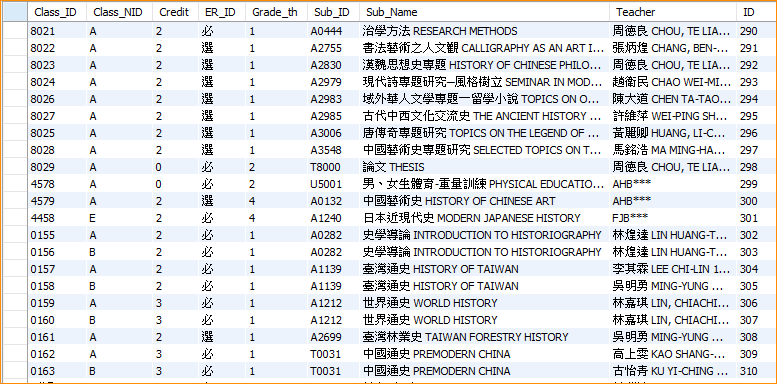 Class_ID Class_NID Credit ER_ID Grade_th Sub_ID Sub_Name Teacher ID
8021 A 2 必 1 A0444 治學方法 RESEARCH METHODS 周德良 CHOU, TE LIA... 290
8022 A 2 選 1 A2755 書法藝術之人文觀 CALLIGRAPHY AS AN ART I... 張炳煌 CHANG, BEN-... 291
8023 A 2 選 1 A2830 漢魏思想史專題 HISTORY OF CHINESE PHILO... 周德良 CHOU, TE LIA... 292
8024 A 2 選 1 A2979 現代詩專題研究─風格樹立 SEMINAR IN MOD... 趙衛民 CHAO WEI-MI... 293
8026 A 2 選 1 A2983 域外華人文學專題一留學小說 TOPICS ON O... 陳大道 CHEN TA-TAO... 294
8027 A 2 選 1 A2985 古代中西文化交流史 THE ANCIENT HISTORY ... 許維萍 WEI-PING SH... 295
8025 A 2 選 1 A3006 唐傳奇專題研究 TOPICS ON THE LEGEND OF ... 黃麗卿 HUANG, LI-C... 296
8028 A 2 選 1 A3548 中國藝術史專題研究 SELECTED TOPICS ON T... 馬銘浩 MA MING-HA... 297
8029 A 0 必 2 T8000 論文 THESIS 周德良 CHOU, TE LIA... 298
4578 A 0 必 2 U5001 男、女生體育-重量訓練 PHYSICAL EDUCATIO... AHB*** 299
4579 A 2 選 4 A0132 中國藝術史 HISTORY OF CHINESE ART AHB*** 300
4458 E 2 必 4 A1240 日本近現代史 MODERN JAPANESE HISTORY FJB*** 301
0155 A 2 必 1 A0282 史學導論 INTRODUCTION TO HISTORIOGRAPHY 林煌達 LIN HUANG-T... 302
0156 B 2 必 1 A0282 史學導論 INTRODUCTION TO HISTORIOGRAPHY 林煌達 LIN HUANG-T... 303
0157 A 2 必 1 A1139 臺灣通史 HISTORY OF TAIWAN 李其霖 LEE CHI-LIN 1... 304
0158 B 2 必 1 A1139 臺灣通史 HISTORY OF TAIWAN 吳明勇 MING-YUNG ... 305
0159 A 3 必 1 A1212 世界通史 WORLD HISTORY 林嘉琪 LIN, CHIACHI... 306
0160 B 3 必 1 A1212 世界通史 WORLD HISTORY 林嘉琪 LIN, CHIACHI... 307
0161 A 2 選 1 A2699 臺灣林業史 TAIWAN FORESTRY HISTORY 吳明勇 MING-YUNG ... 308
0162 A 3 必 1 T0031 中國通史 PREMODERN CHINA 高上雯 KAO SHANG-... 309
0163 B 3 必 1 T0031 中國通史 PREMODERN CHINA 古怡青 KU YI-CHING ... 310